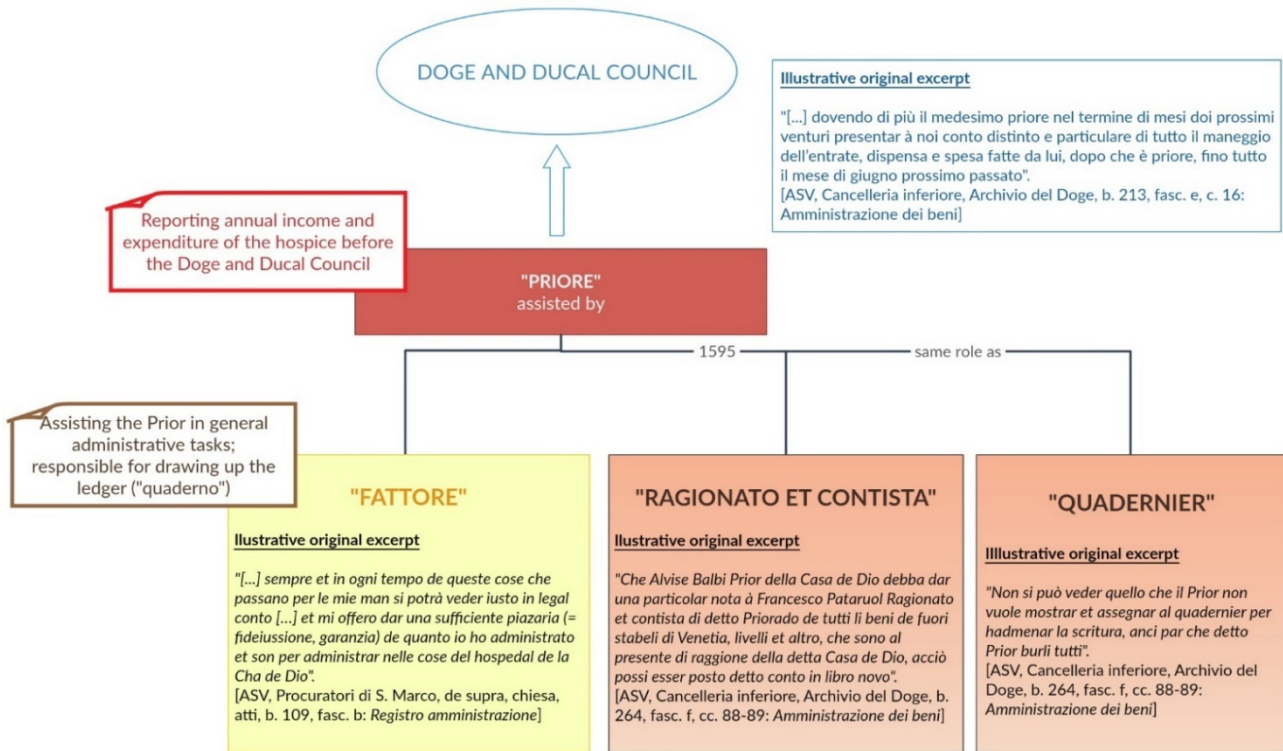 DOGE AND DUCAL COUNCIL
Illustrative original excerpt
"[...] dovendo di più il medesimo priore nel termine di mesi doi prossimi
venturi presentar à noi conto distinto e particulare di tutto il maneggio
dell'entrate, dispensa e spesa fatte da lui, dopo che è priore, fino tutto
il mese di giugno prossimo passato".
[ASV, Cancelleria inferiore, Archivio del Doge, b. 213, fasc. e, c. 16:
Amministrazione dei beni]
Reporting annual income and
expenditure of the hospice before
the Doge and Ducal Council
"PRIORE"
assisted by
1595
same role as
Assisting the Prior in general
administrative tasks;
responsible for drawing up the
ledger ("quaderno")
"FATTORE"
llustrative original excerpt
"[...] sempre et in ogni tempo de queste cose che
passano per le mie man si potrà veder iusto in legal
conto [...] et mi offero dar una sufficiente piazaria (=
fideiussione, garanzia) de quanto io ho administrato
et son per administrar nelle cose del hospedal de la
Cha de Dio".
[ASV, Procuratori di S. Marco, de supra, chiesa,
atti, b. 109, fasc. b: Registro amministrazione]
"RAGIONATO ET CONTISTA"
Ilustrative original excerpt
"Che Alvise Balbi Prior della Casa de Dio debba dar
una particolar nota à Francesco Pataruol Ragionato
et contista di detto Priorado de tutti li beni de fuori
stabeli di Venetia, livelli et altro, che sono al
presente di raggione della detta Casa de Dio, acciò
possi esser posto detto conto in libro novo".
[ASV, Cancelleria inferiore, Archivio del Doge, b.
264, fasc. f, cc. 88-89: Amministrazione dei beni]
"QUADERNIER"
IIllustrative original excerpt
"Non si può veder quello che il Prior non
vuole mostrar et assegnar al quadernier per
hadmenar la scritura, anci par che detto
Prior burli tutti".
[ASV, Cancelleria inferiore, Archivio del
Doge, b. 264, fasc. f, cc. 88-89:
Amministrazione dei beni]